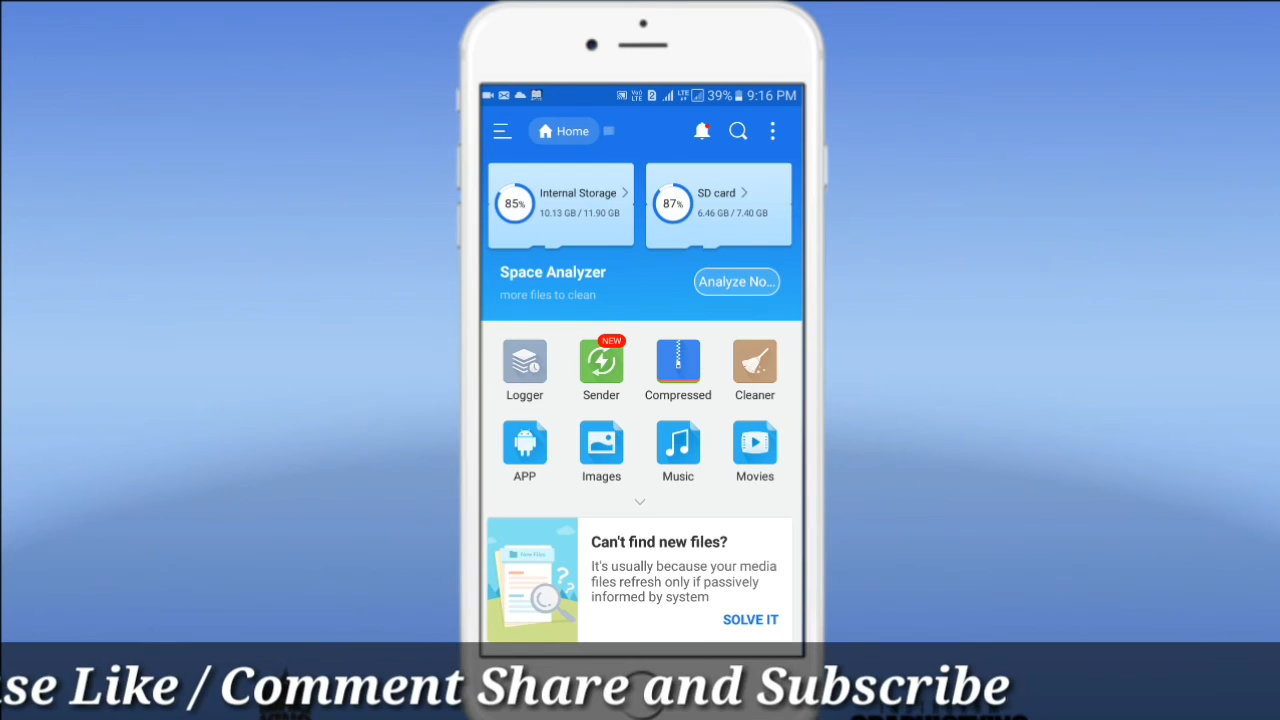 39% 9:16 PM
Home
85%
Internal Storage
10.13 GB / 11.90 GB
87%
SD card
6.46 GB / 7.40 GB
Space Analyzer
more files to clean
Analyze No...
NEW
Logger
Sender
Compressed
Cleaner
APP
Images
Music
Movies
Can't find new files?
It's usually because your media
files refresh only if passively
informed by system
SOLVE IT
se Like / Comment Share and Subscribe